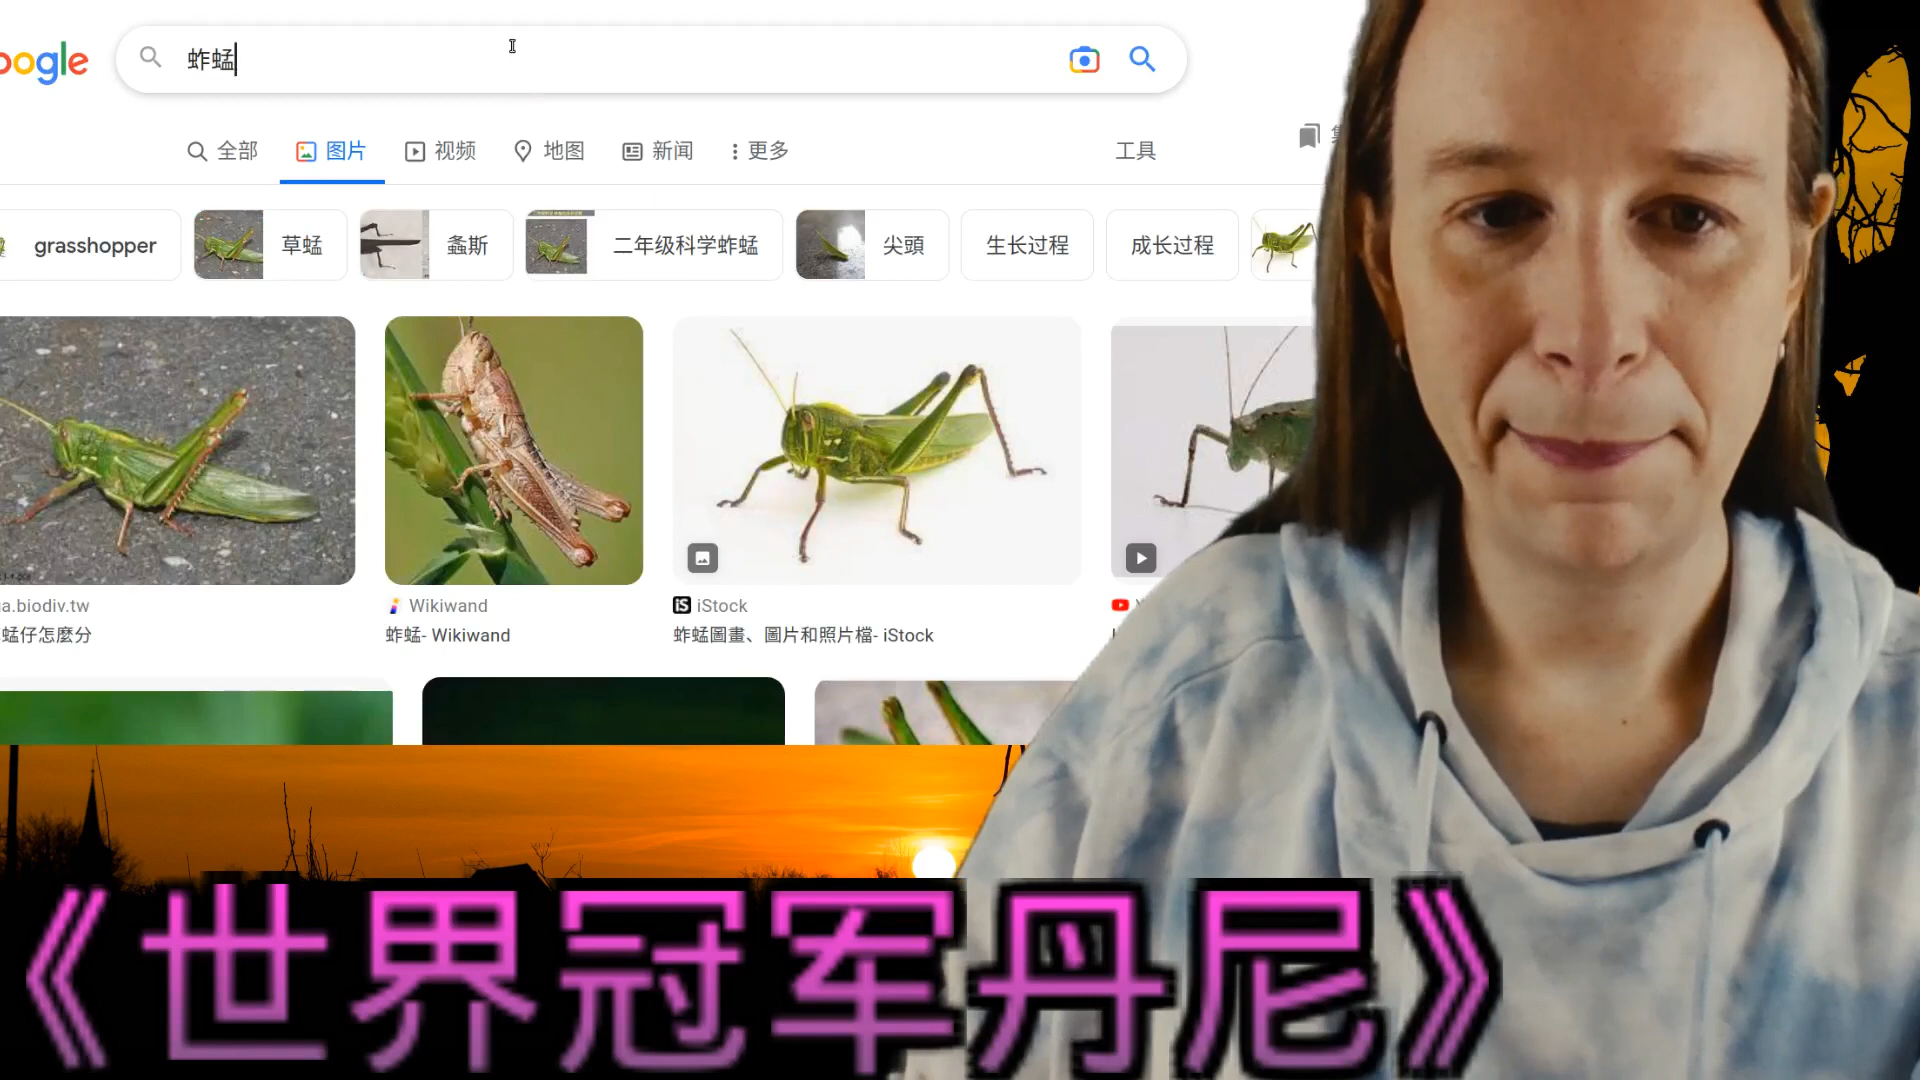 oogle
蚱蜢
全部 图片 视频 地图 新闻 更多 工具
grasshopper 草蜢 螽斯 二年级科学蚱蜢 尖頭 生长过程 成长过程
a.biodiv.tw Wikiwand iStock
蜢仔怎麼分 蚱蜢- Wikiwand 蚱蜢圖畫、圖片和照片檔- iStock
《世界冠军丹尼》